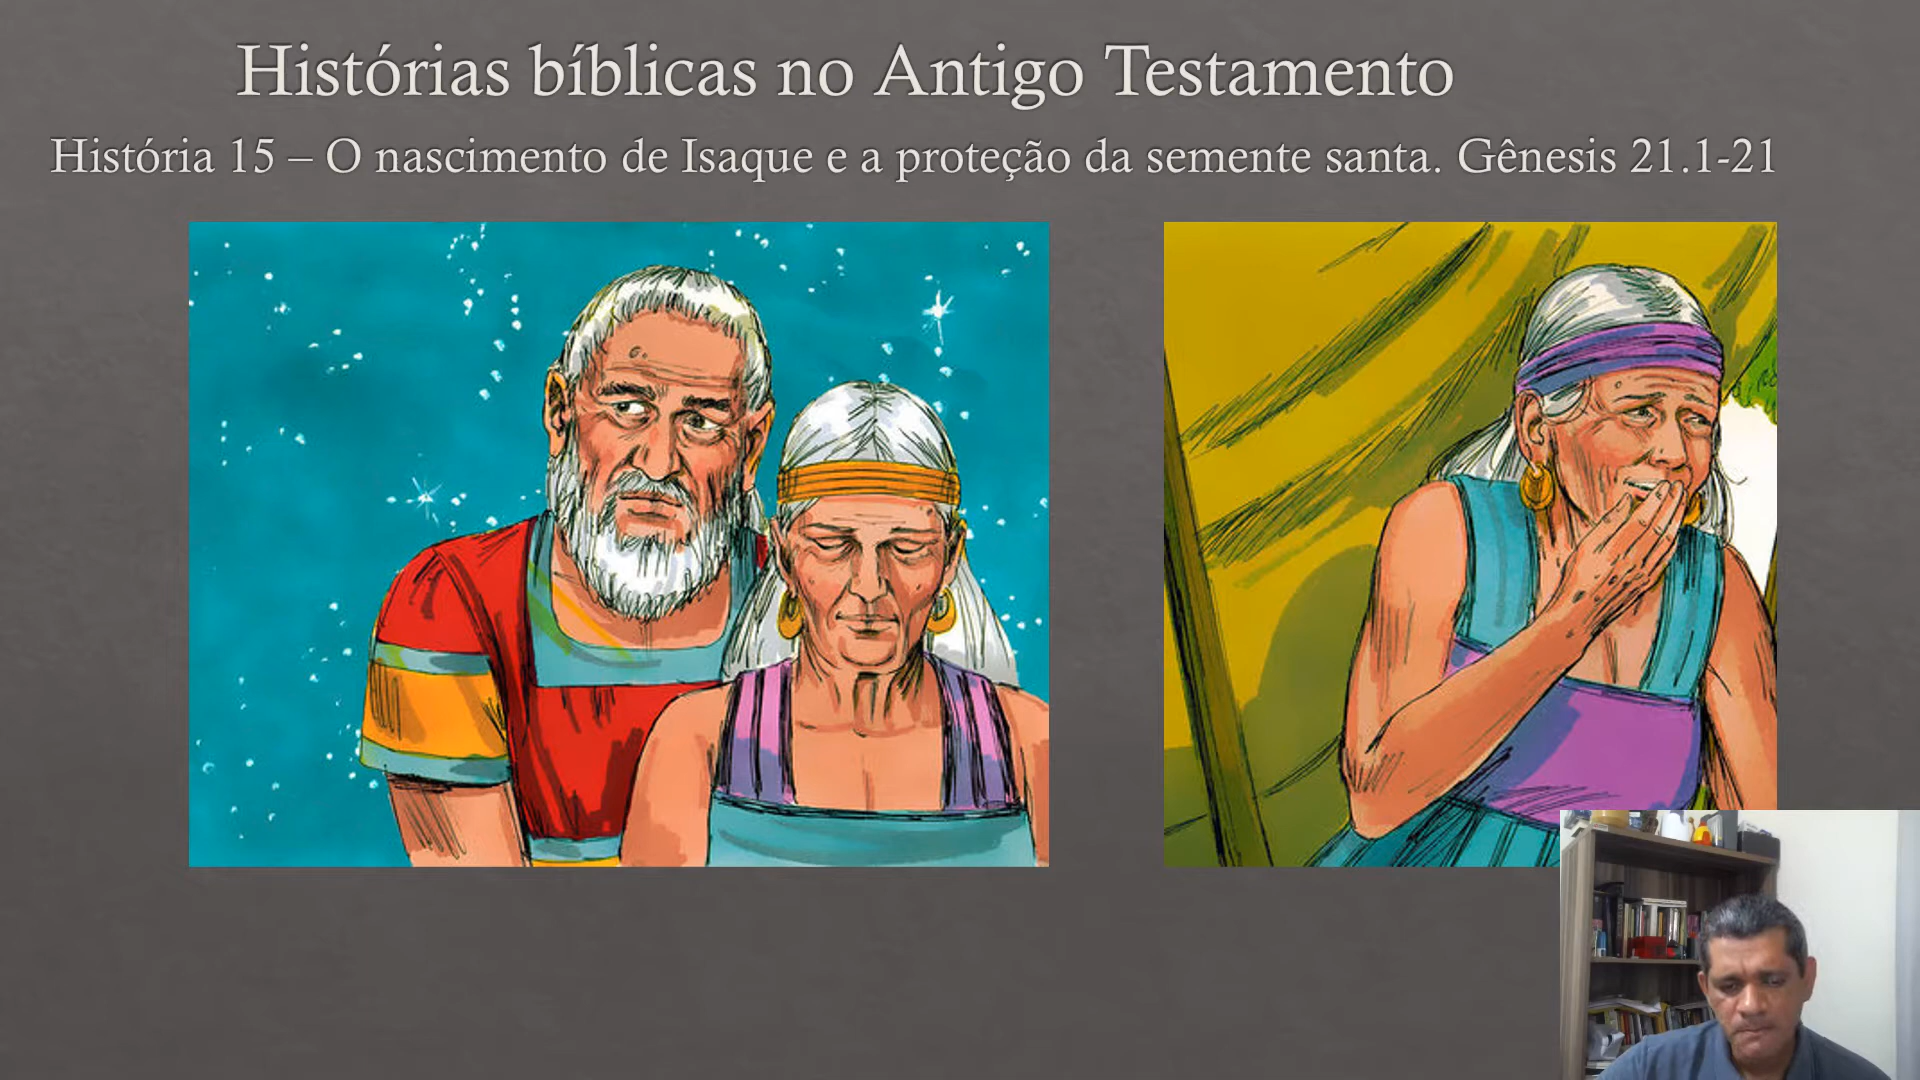 Histórias bíblicas no Antigo Testamento
História 15 – O nascimento de Isaque e a proteção da semente santa. Gênesis 21.1-21